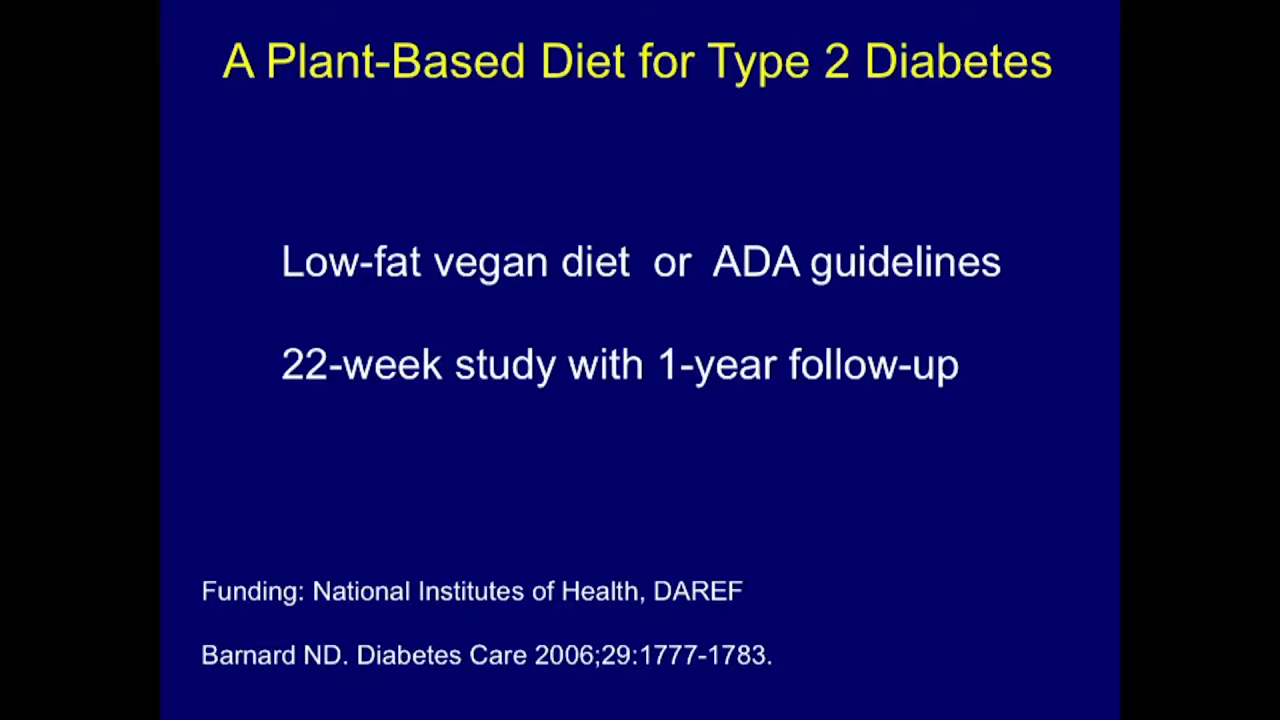 A Plant-Based Diet for Type 2 Diabetes
Low-fat vegan diet or ADA guidelines
22-week study with 1-year follow-up
Funding: National Institutes of Health, DAREF
Barnard ND. Diabetes Care 2006;29:1777-1783.